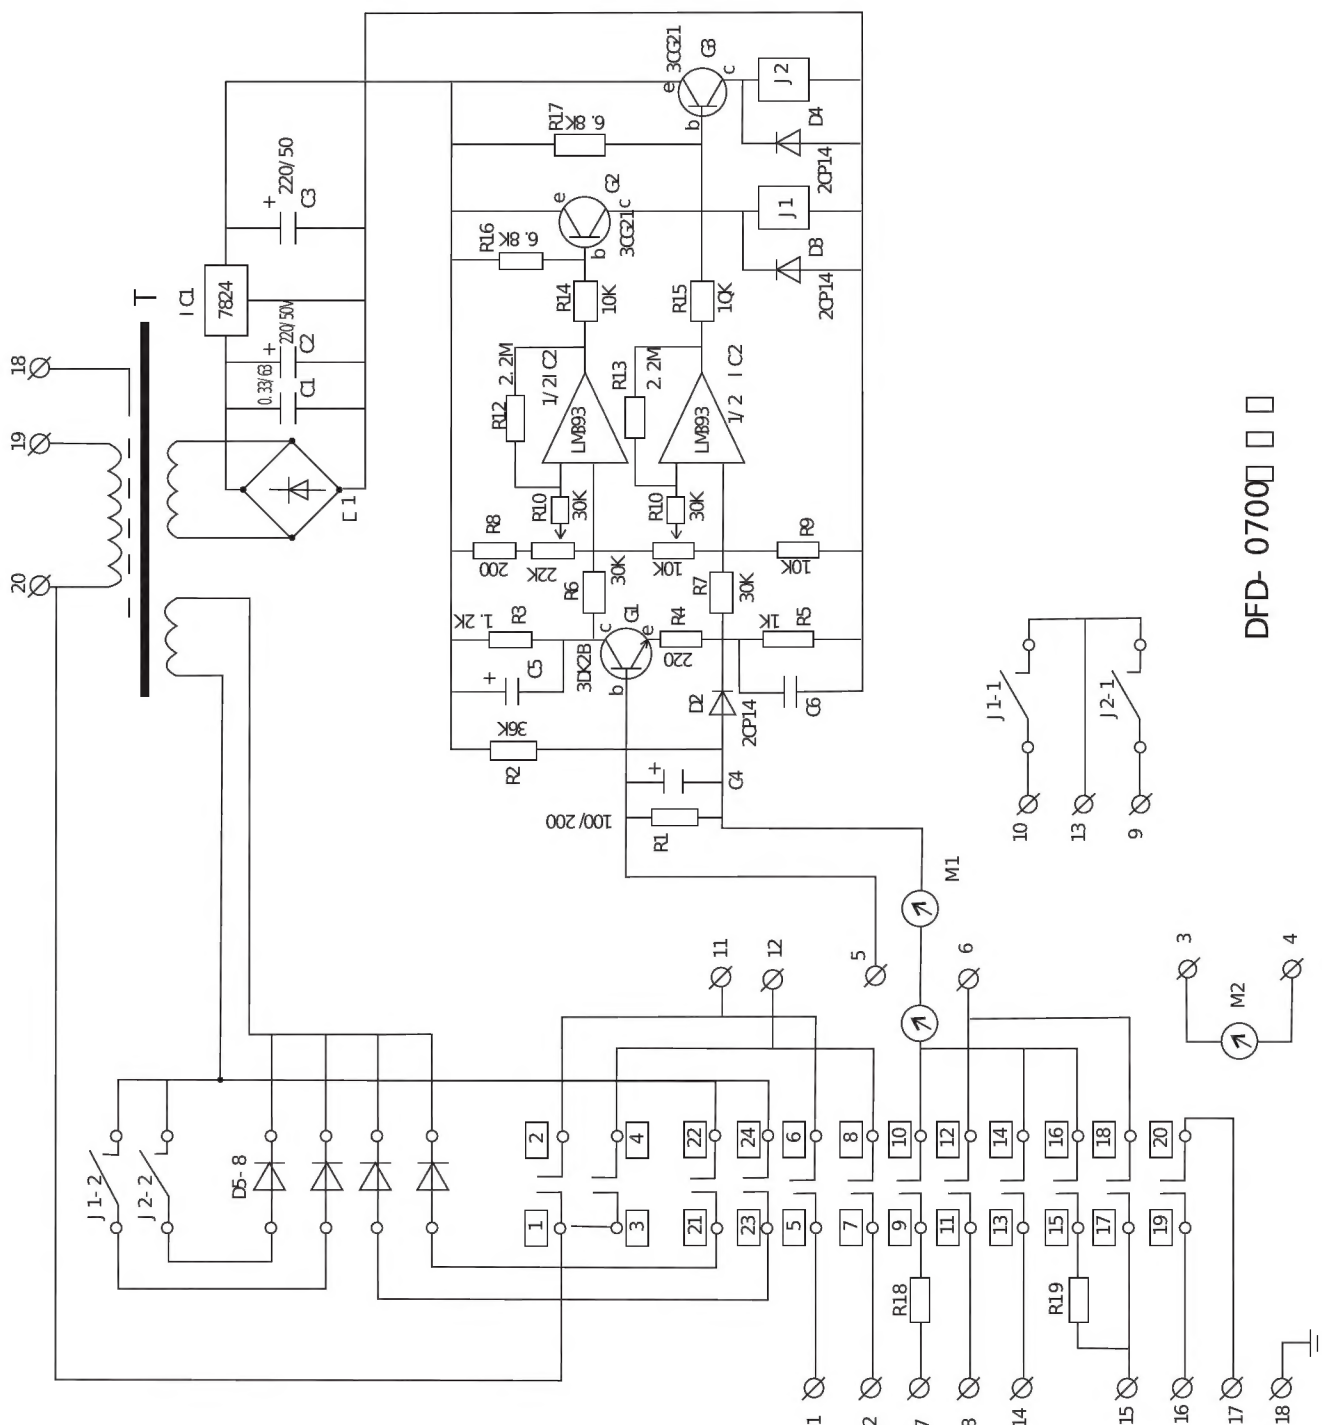 18
19
20
T
IC1
7824
220/50
+
C3
220/50V
+
C2
0.33/63
C1
3CG21
G3
e
c
b
R17
6.8K
J2
D4
2CP14
e
G2
c
3CG21
b
R16
6.8K
J1
D3
2CP14
R14
10K
R15
10K
2.2M
1/2IC2
R12
LM393
R13
2.2M
IC2
1/2
LM393
R10
30K
R10
30K
R8
200
22K
10K
R9
10K
R6
30K
R7
30K
1.2K
R3
+
C5
3DK2B
c
G1
e
b
R4
220
R5
1K
C6
D2
2CP14
36K
R2
+
C4
100/200
R1
M1
5
6
11
12
J1-1
J2-1
10
13
9
DFD-0700
3
M2
4
J1-2
J2-2
D5-8
2
4
22
24
6
8
10
12
14
16
18
20
1
3
21
23
5
7
9
11
13
15
17
19
R18
R19
1
2
7
8
14
15
16
17
18